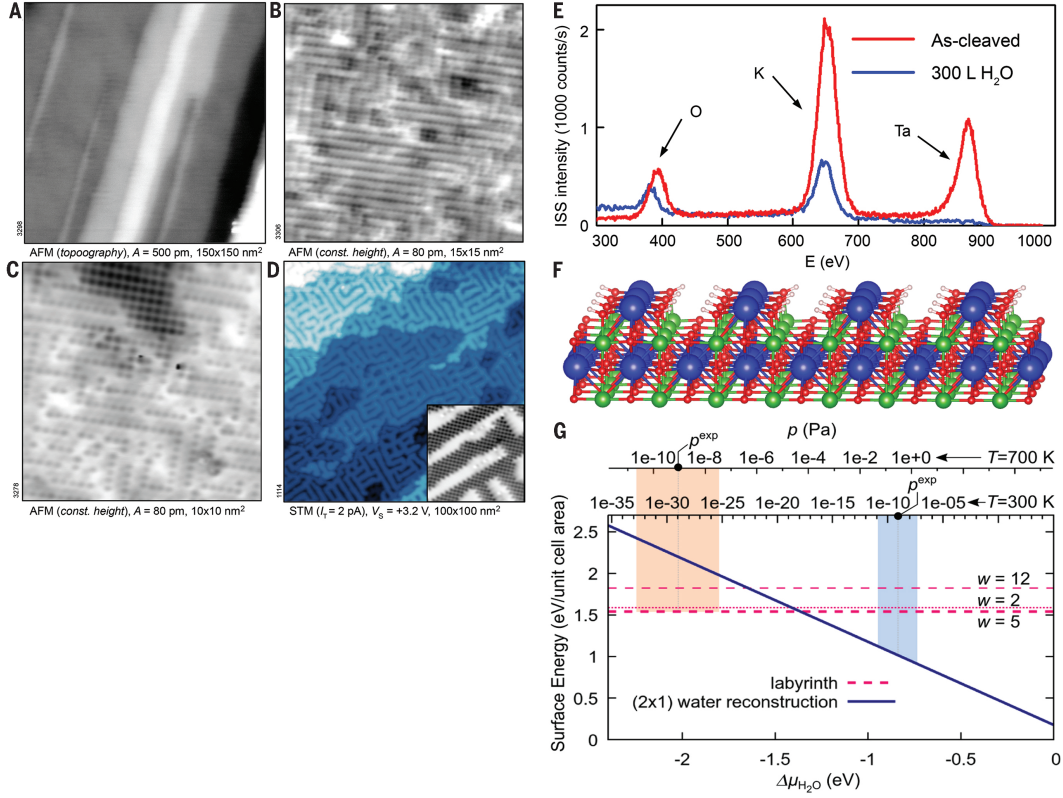 A
3298
AFM (topography), A = 500 pm, 150x150 nm²
B
3306
AFM (const. height), A = 80 pm, 15x15 nm²
C
3278
AFM (const. height), A = 80 pm, 10x10 nm²
D
1114
STM (I_T = 2 pA), V_S = +3.2 V, 100x100 nm²
E
ISS intensity (1000 counts/s)
2
1
0
As-cleaved
300 L H₂O
O
K
Ta
300 400 500 600 700 800 900 1000
E (eV)
F
G
p (Pa)
p^exp
1e-10 1e-8 1e-6 1e-4 1e-2 1e+0 T=700 K
p^exp
1e-35 1e-30 1e-25 1e-20 1e-15 1e-10 1e-05 T=300 K
Surface Energy (eV/unit cell area)
2.5
2
1.5
1
0.5
0
w = 12
w = 2
w = 5
labyrinth
(2x1) water reconstruction
-2 -1.5 -1 -0.5 0
Δμ_H₂O (eV)